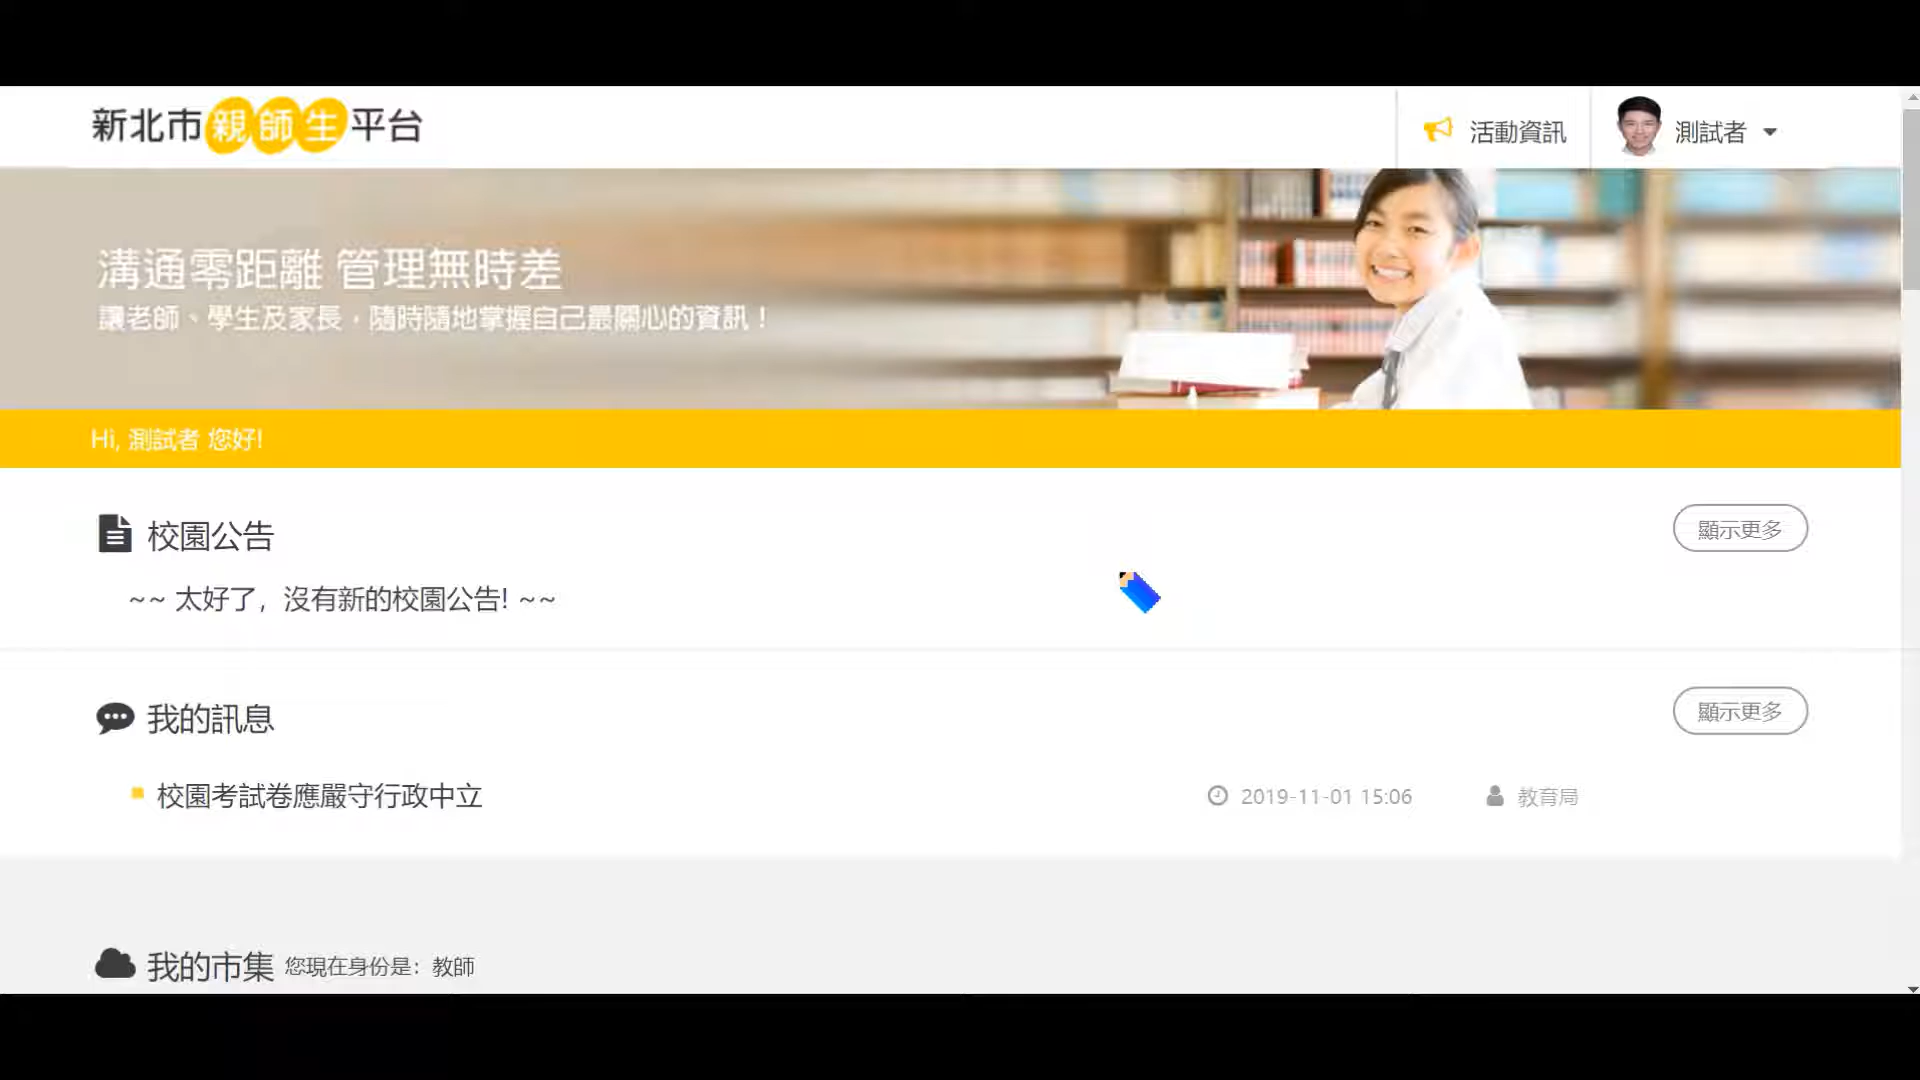 新北市親師生平台
活動資訊
測試者
溝通零距離 管理無時差
讓老師、學生及家長，隨時隨地掌握自己最關心的資訊！
Hi, 測試者 您好!
校園公告
顯示更多
~~ 太好了，沒有新的校園公告! ~~
我的訊息
顯示更多
校園考試卷應嚴守行政中立
2019-11-01 15:06
教育局
我的市集 您現在身份是：教師